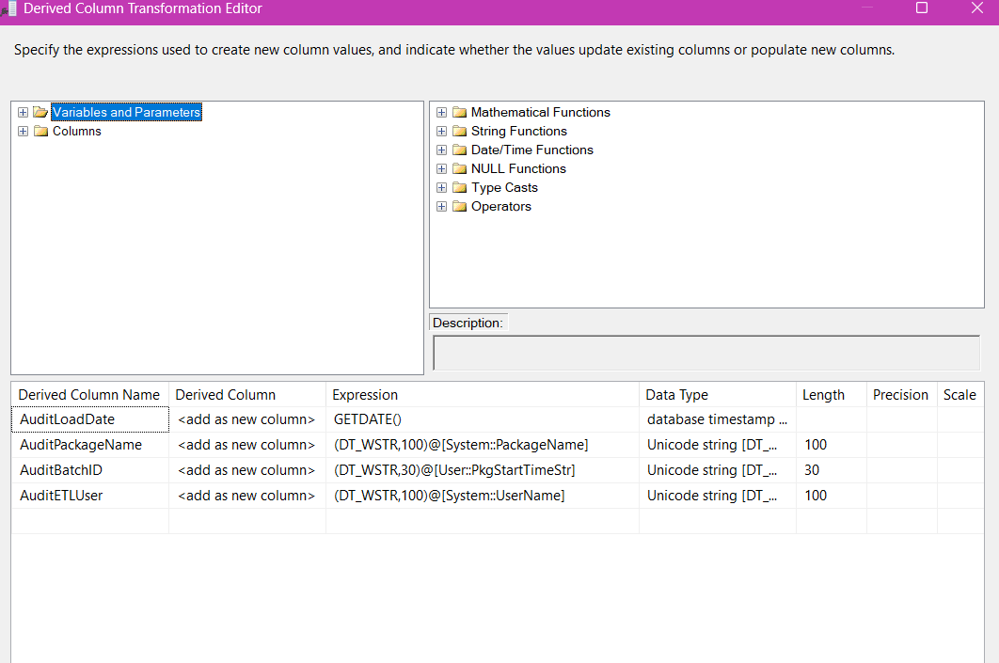 Derived Column Transformation Editor
Specify the expressions used to create new column values, and indicate whether the values update existing columns or populate new columns.
Variables and Parameters
Columns
Mathematical Functions
String Functions
Date/Time Functions
NULL Functions
Type Casts
Operators
Description:
Derived Column Name Derived Column Expression Data Type Length Precision Scale
AuditLoadDate <add as new column> GETDATE() database timestamp ...
AuditPackageName <add as new column> (DT_WSTR,100)@[System::PackageName] Unicode string [DT_... 100
AuditBatchID <add as new column> (DT_WSTR,30)@[User::PkgStartTimeStr] Unicode string [DT_... 30
AuditETLUser <add as new column> (DT_WSTR,100)@[System::UserName] Unicode string [DT_... 100